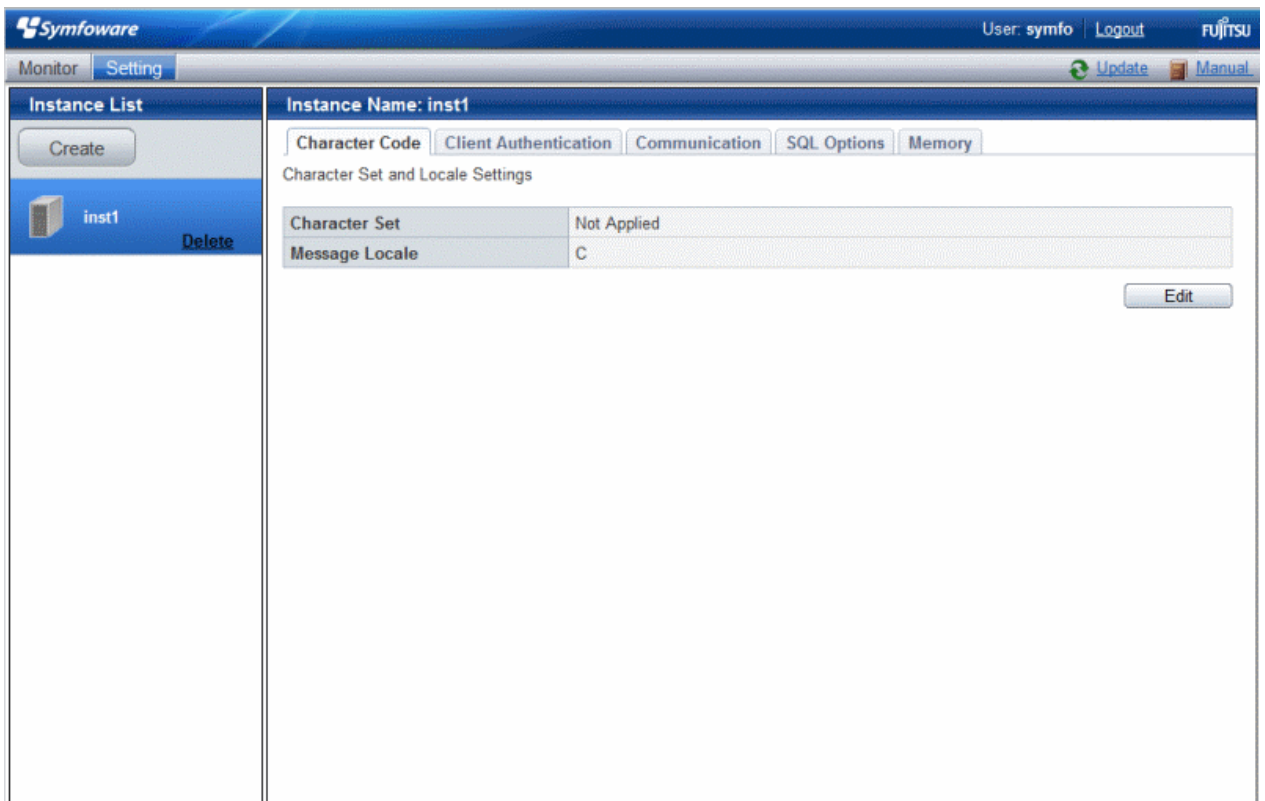 Symfoware User: symfo Logout FUJITSU
Monitor Setting Update Manual
Instance List
Create
inst1
Delete
Instance Name: inst1
Character Code Client Authentication Communication SQL Options Memory
Character Set and Locale Settings
Character Set Not Applied
Message Locale C
Edit